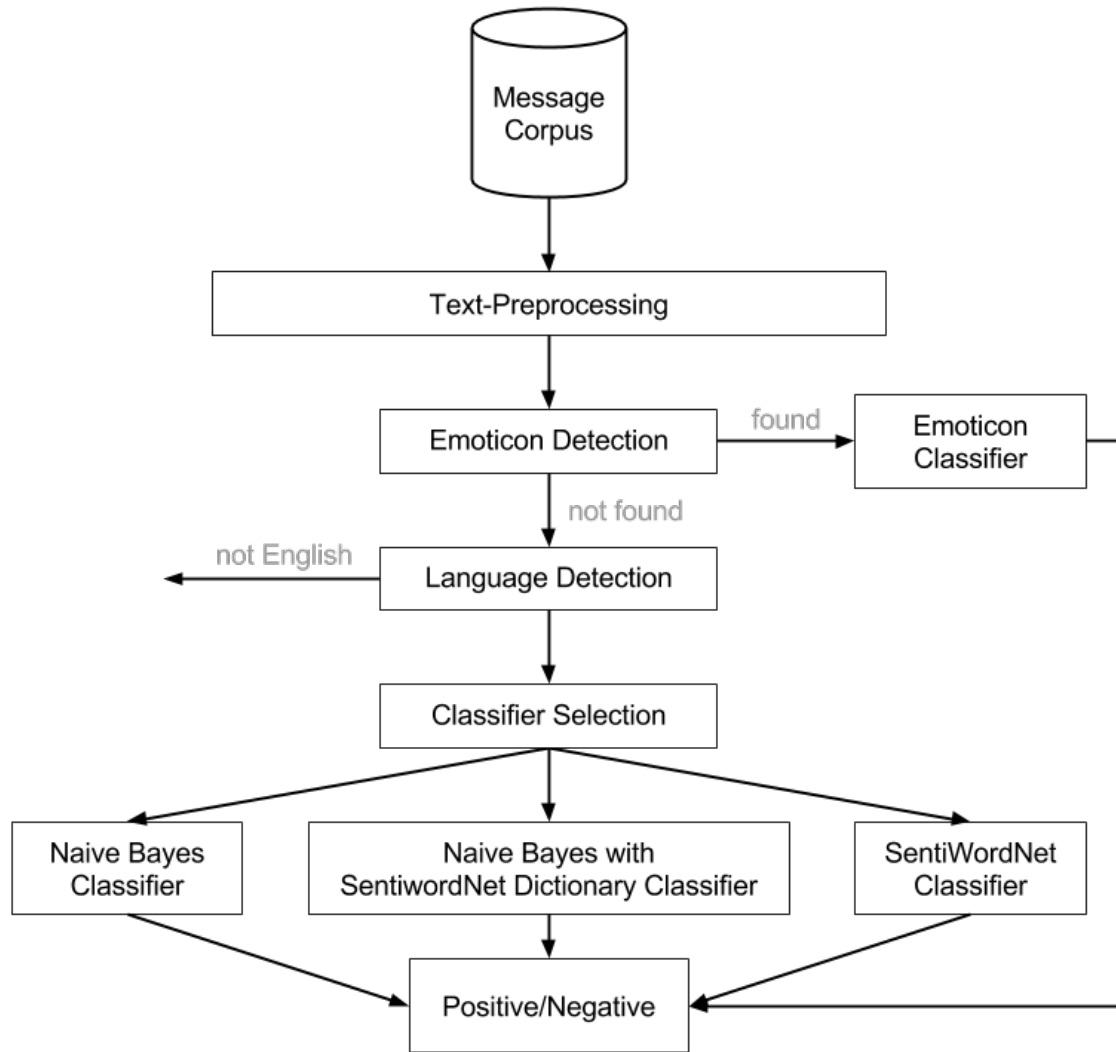 Message
Corpus
Text-Preprocessing
Emoticon Detection
found
Emoticon
Classifier
not found
not English
Language Detection
Classifier Selection
Naive Bayes
Classifier
Naive Bayes with
SentiwordNet Dictionary Classifier
SentiWordNet
Classifier
Positive/Negative